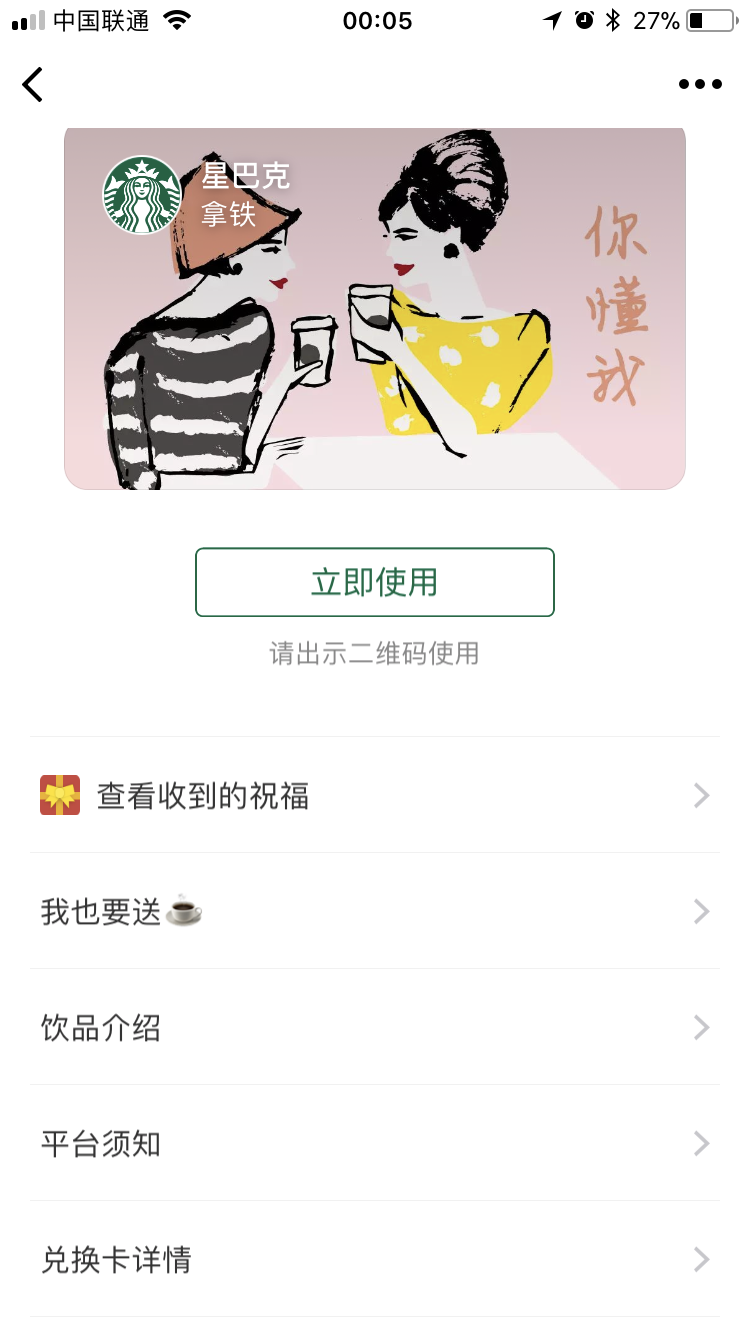 中国联通
00:05
27%
星巴克
拿铁
你
懂
我
立即使用
请出示二维码使用
查看收到的祝福
我也要送☕
饮品介绍
平台须知
兑换卡详情